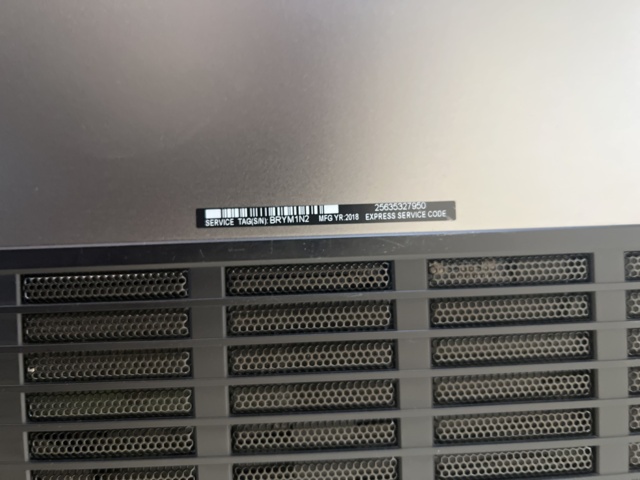 25635327950
SERVICE TAG(S/N): BRYM1N2 MFG YR:2018 EXPRESS SERVICE CODE